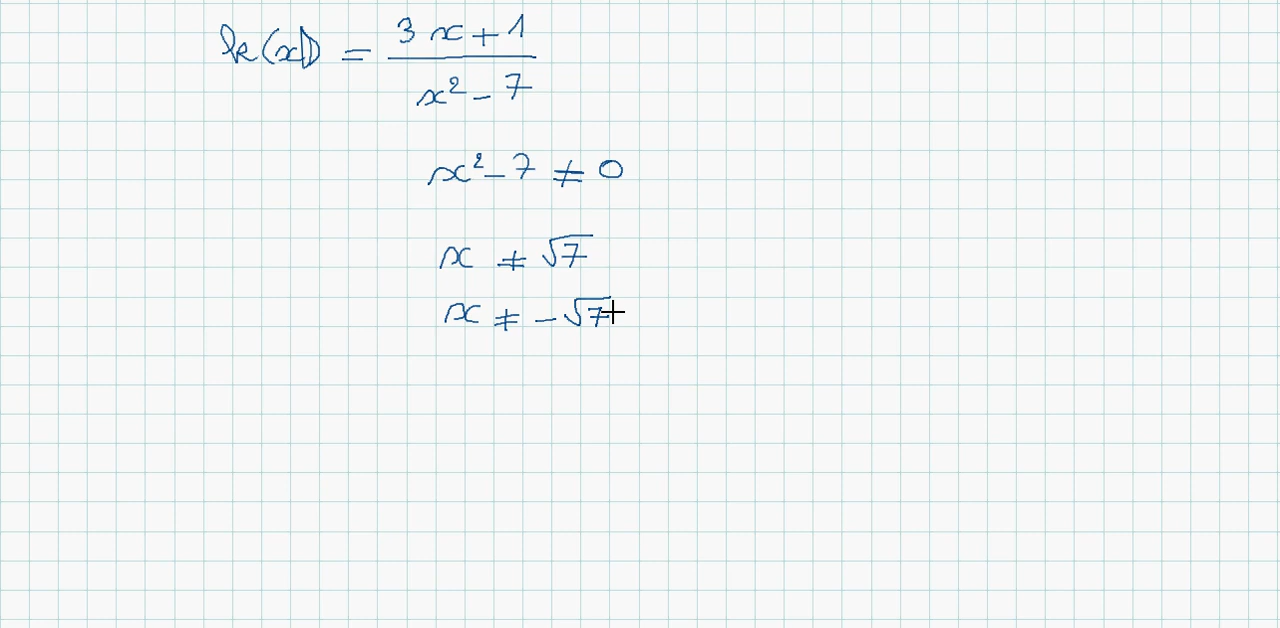 k(x) = (3x+1)/(x²-7)
x²-7 ≠ 0
x ≠ √7
x ≠ -√7